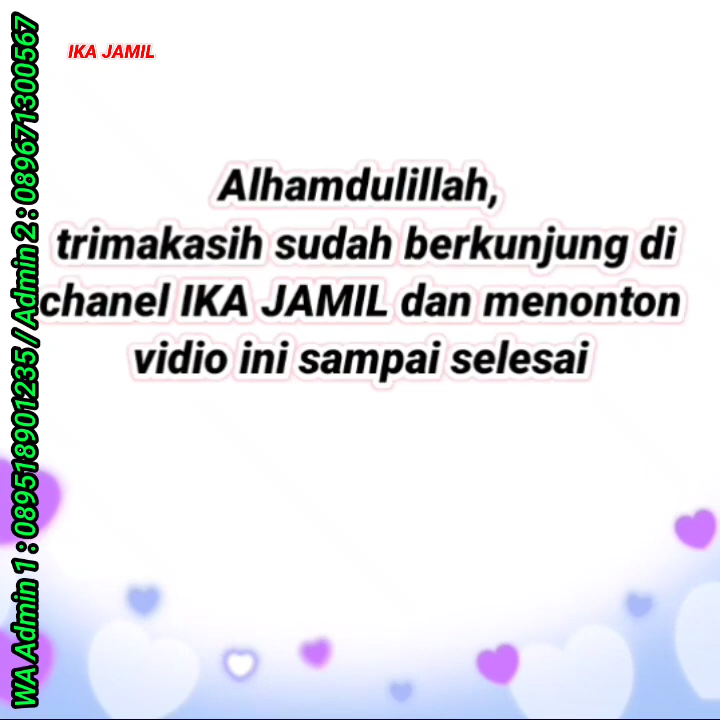 IKA JAMIL
Alhamdulillah,
trimakasih sudah berkunjung di
chanel IKA JAMIL dan menonton
vidio ini sampai selesai
WA Admin 1 : 089518901235 / Admin 2 : 089671300567